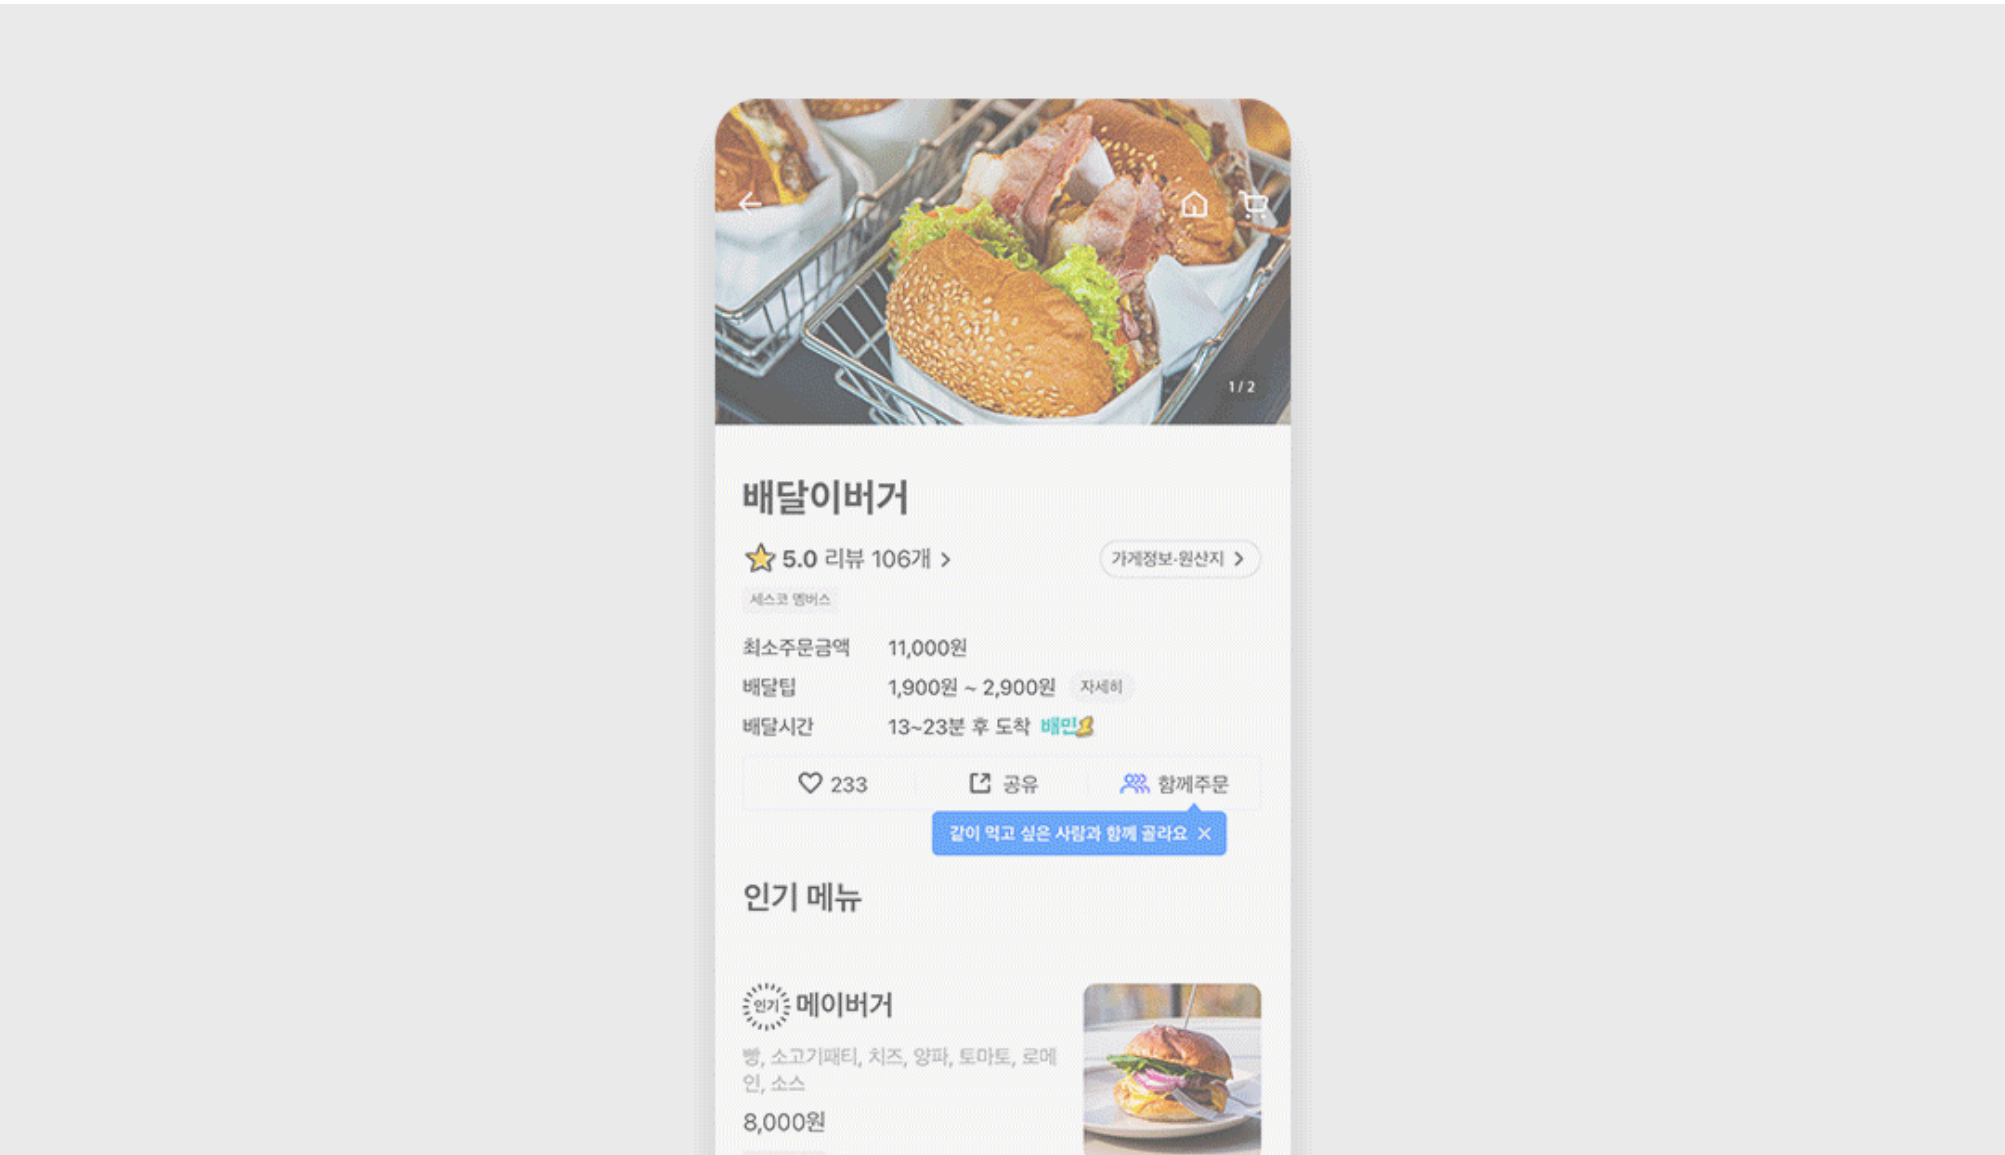 1 / 2
배달이버거
5.0 리뷰 106개
가게정보·원산지
세스코 멤버스
최소주문금액 11,000원
배달팁 1,900원 ~ 2,900원 자세히
배달시간 13~23분 후 도착 배민1
233 공유 함께주문
같이 먹고 싶은 사람과 함께 골라요
인기 메뉴
인기 메이버거
빵, 소고기패티, 치즈, 양파, 토마토, 로메
인, 소스
8,000원